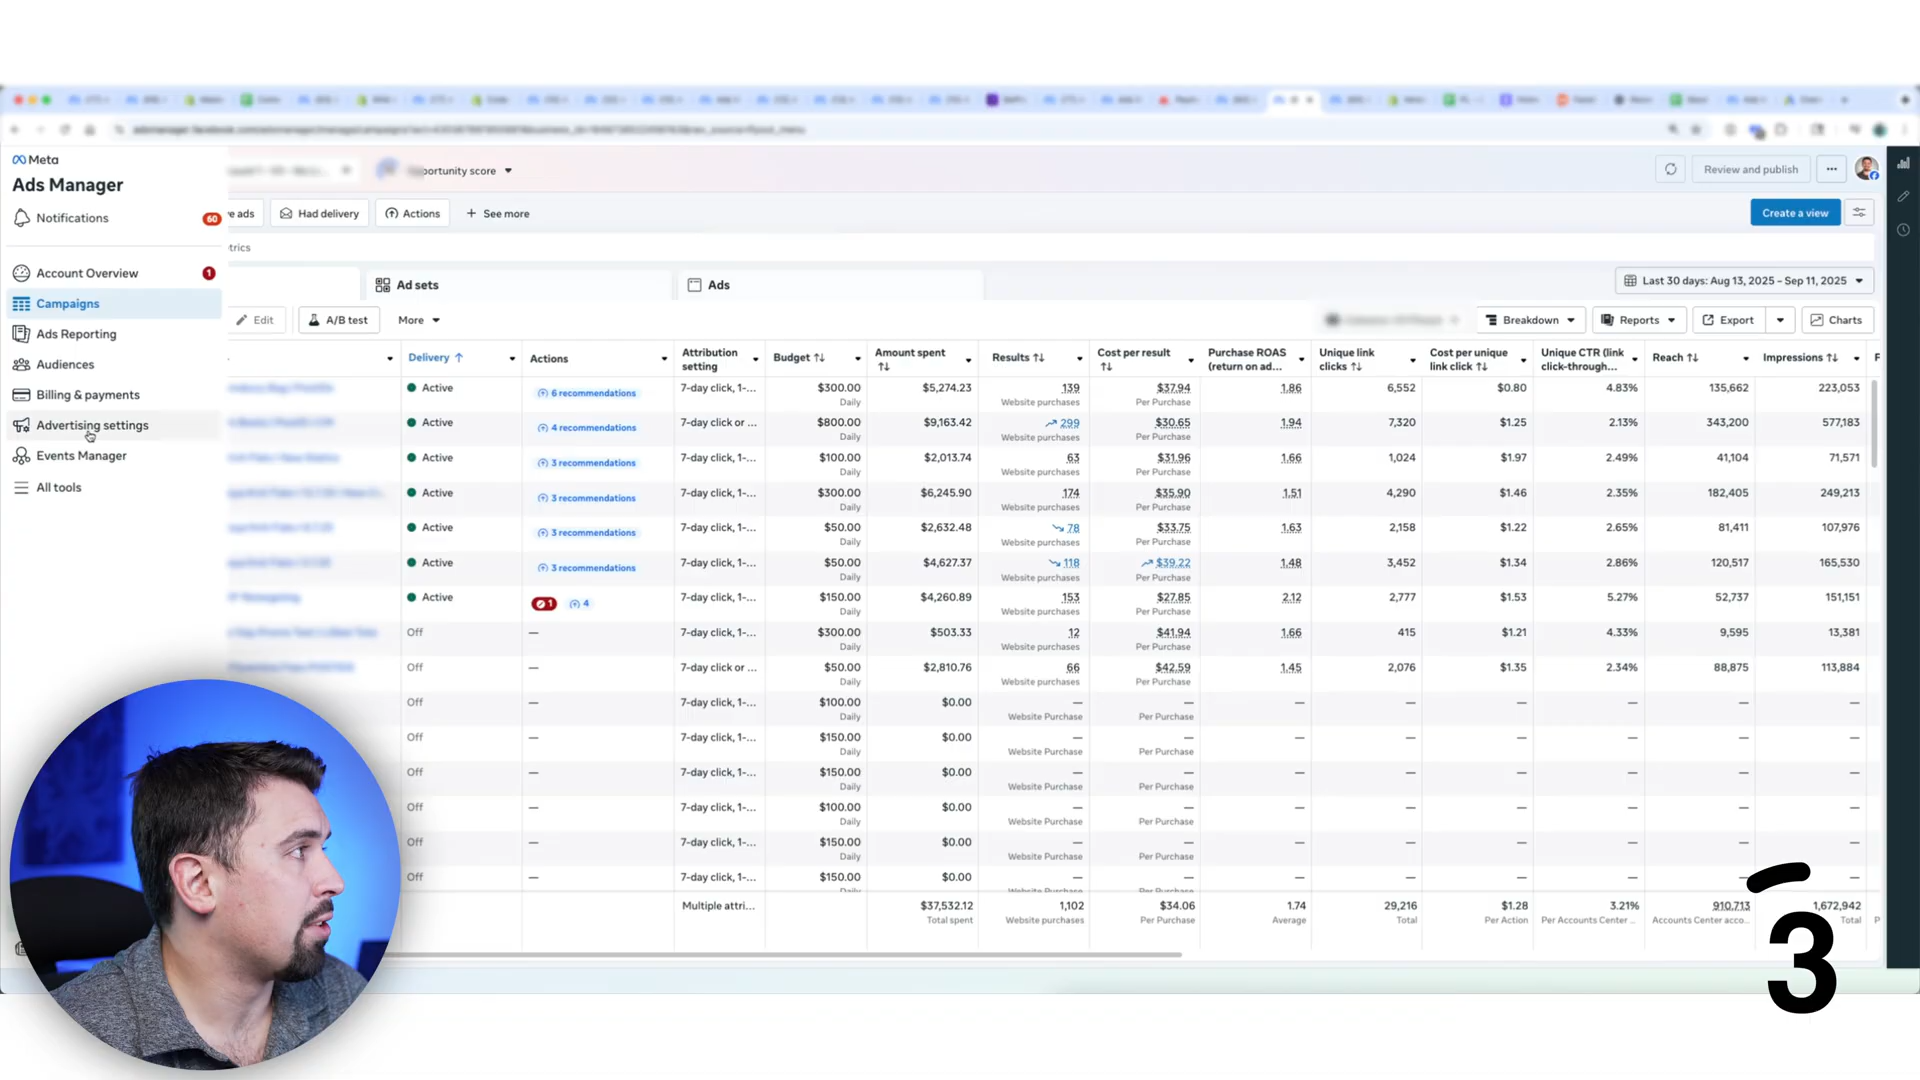 Meta
Ads Manager
Notifications 60
Account Overview 1
Campaigns
Ads Reporting
Audiences
Billing & payments
Advertising settings
Events Manager
All tools
portunity score
Review and publish
ve ads Had delivery Actions + See more
Create a view
trics
Ad sets Ads
Last 30 days: Aug 13, 2025 – Sep 11, 2025
Edit A/B test More Breakdown Reports Export Charts
Delivery ↑ Actions Attribution setting Budget ↑↓ Amount spent ↑↓ Results ↑↓ Cost per result ↑↓ Purchase ROAS (return on ad... Unique link clicks ↑↓ Cost per unique link click ↑↓ Unique CTR (link click-through... Reach ↑↓ Impressions ↑↓ F
Active 6 recommendations 7-day click, 1-... $300.00 $5,274.23 139 $37.94 1.86 6,552 $0.80 4.83% 135,662 223,053
Daily Website purchases Per Purchase
Active 4 recommendations 7-day click or ... $800.00 $9,163.42 299 $30.65 1.94 7,320 $1.25 2.13% 343,200 577,183
Daily Website purchases Per Purchase
Active 3 recommendations 7-day click, 1-... $100.00 $2,013.74 63 $31.96 1.66 1,024 $1.97 2.49% 41,104 71,571
Daily Website purchases Per Purchase
Active 3 recommendations 7-day click, 1-... $300.00 $6,245.90 174 $35.90 1.51 4,290 $1.46 2.35% 182,405 249,213
Daily Website purchases Per Purchase
Active 3 recommendations 7-day click, 1-... $50.00 $2,632.48 78 $33.75 1.63 2,158 $1.22 2.65% 81,411 107,976
Daily Website purchases Per Purchase
Active 3 recommendations 7-day click, 1-... $50.00 $4,627.37 118 $39.22 1.48 3,452 $1.34 2.86% 120,517 165,530
Daily Website purchases Per Purchase
Active 1 4 7-day click, 1-... $150.00 $4,260.89 153 $27.85 2.12 2,777 $1.53 5.27% 52,737 151,151
Daily Website purchases Per Purchase
Off — 7-day click, 1-... $300.00 $503.33 12 $41.94 1.66 415 $1.21 4.33% 9,595 13,381
Daily Website purchases Per Purchase
Off — 7-day click or ... $50.00 $2,810.76 66 $42.59 1.45 2,076 $1.35 2.34% 88,875 113,884
Daily Website purchases Per Purchase
Off — 7-day click, 1-... $100.00 $0.00 — — — — — — — —
Daily Website Purchase Per Purchase
Off — 7-day click, 1-... $150.00 $0.00 — — — — — — — —
Daily Website Purchase Per Purchase
Off — 7-day click, 1-... $150.00 $0.00 — — — — — — — —
Daily Website Purchase Per Purchase
Off — 7-day click, 1-... $100.00 $0.00 — — — — — — — —
Daily Website Purchase Per Purchase
Off — 7-day click, 1-... $150.00 $0.00 — — — — — — — —
Daily Website Purchase Per Purchase
Off — 7-day click, 1-... $150.00 $0.00 — — — — — — — —
Daily Website Purchase Per Purchase
Multiple attri... $37,532.12 1,102 $34.06 1.74 29,216 $1.28 3.21% 910,713 1,672,942
Total spent Website purchases Per Purchase Average Total Per Action Per Accounts Center ... Accounts Center acco... Total P
3